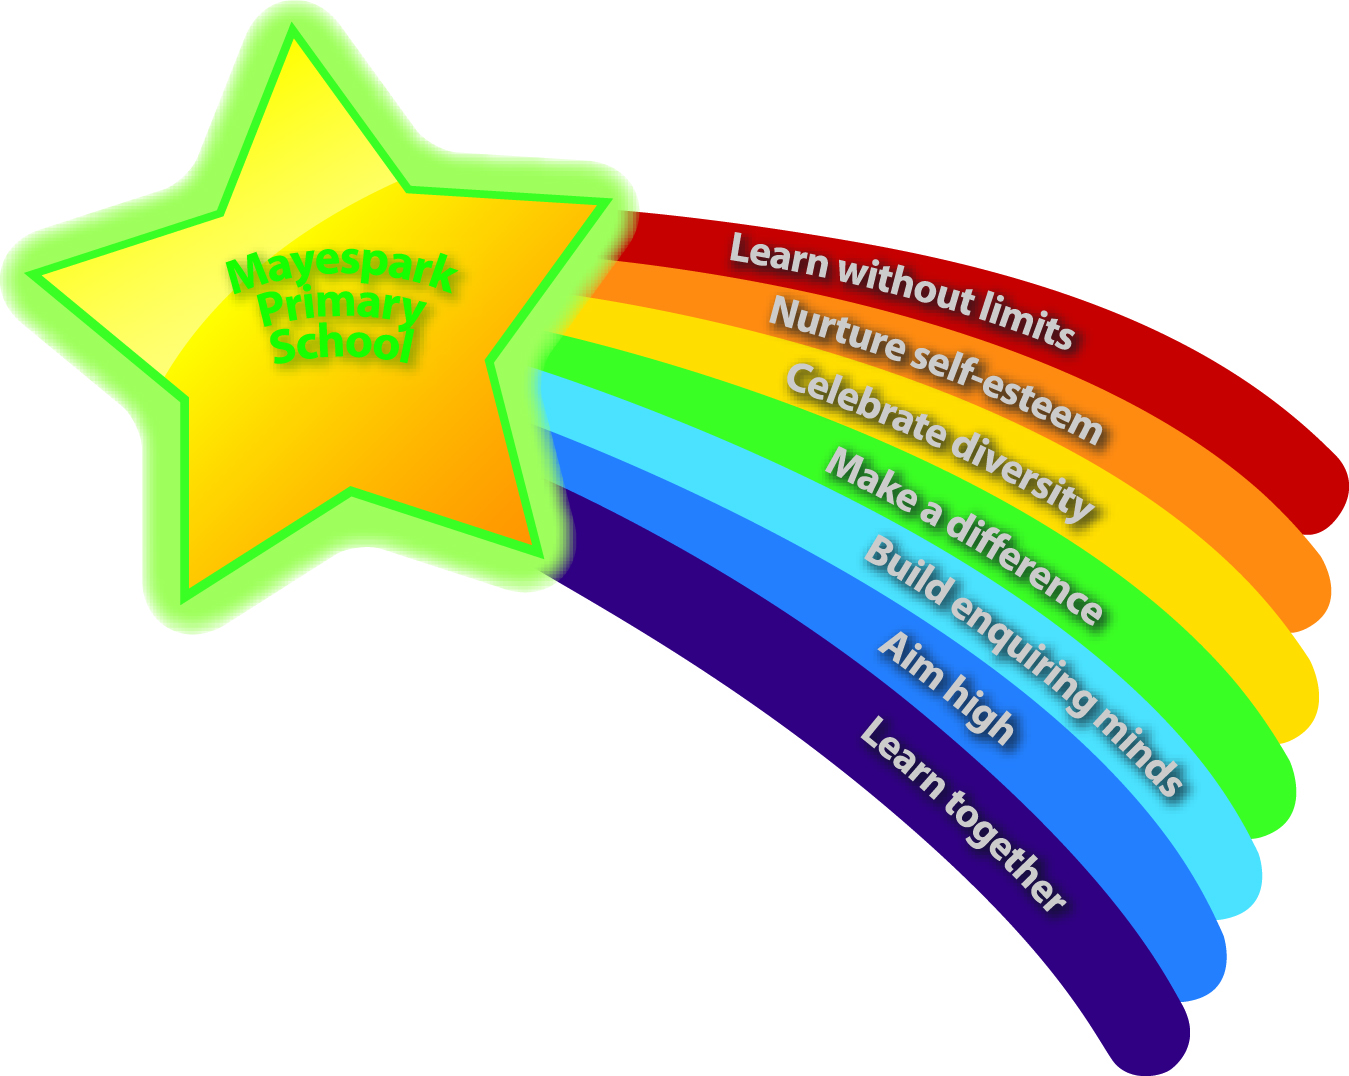 Mayespark
Primary
School
Learn without limits
Nurture self-esteem
Celebrate diversity
Make a difference
Build enquiring minds
Aim high
Learn together